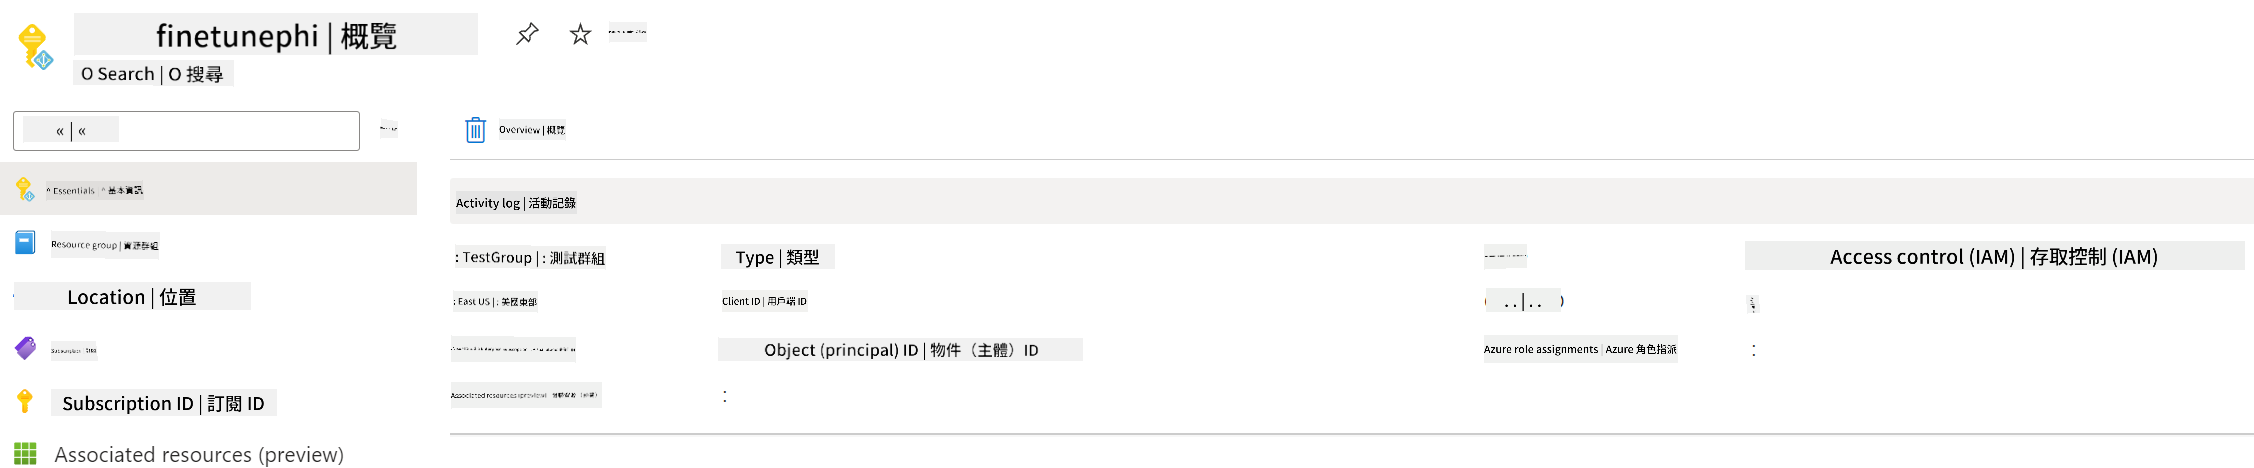 finetunephi | 概覽
O Search | O 搜尋
« | «
Overview | 概覽
^ Essentials | ^ 基本資訊
Activity log | 活動記錄
Resource group | 資源群組
: TestGroup | : 測試群組
Type | 類型
Access control (IAM) | 存取控制 (IAM)
Location | 位置
: East US | : 美國東部
Client ID | 用戶端 ID
. . | . .
Subscription | 訂閱
Object (principal) ID | 物件（主體）ID
Azure role assignments | Azure 角色指派
:
Subscription ID | 訂閱 ID
Associated resources (preview) |
:
Associated resources (preview)